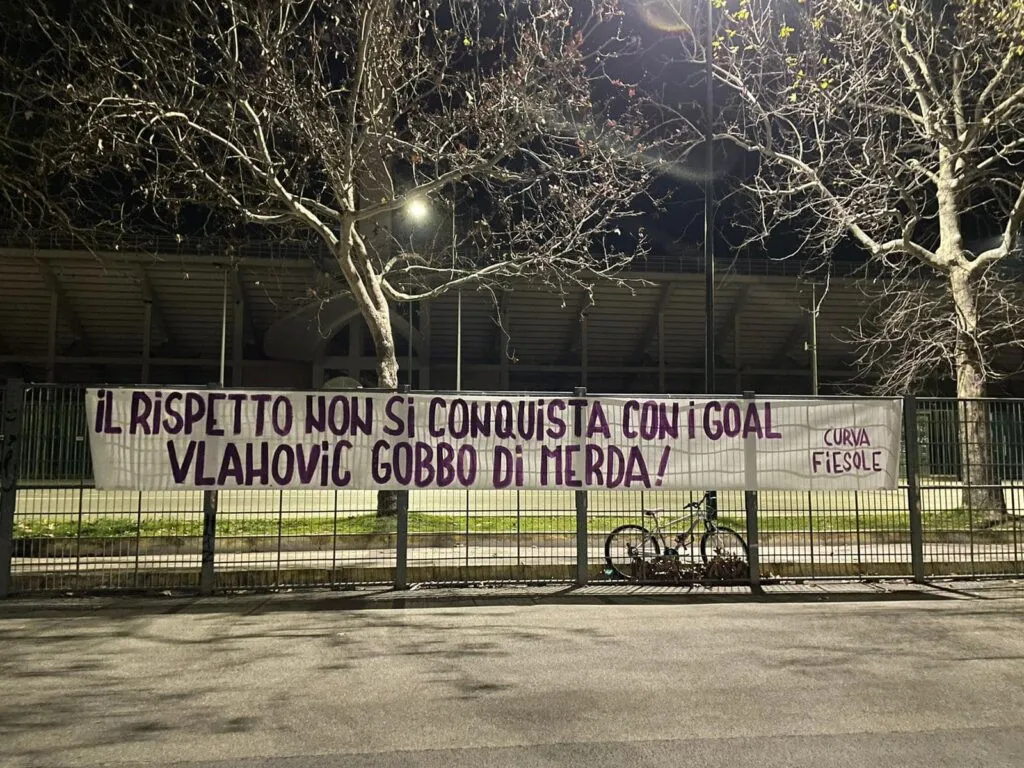 iL RiSPETTO NON Si CONQUiSTA CON i GOAL
VLAHOViC GOBBO Di MERDA!
CURVA
FiESOLE